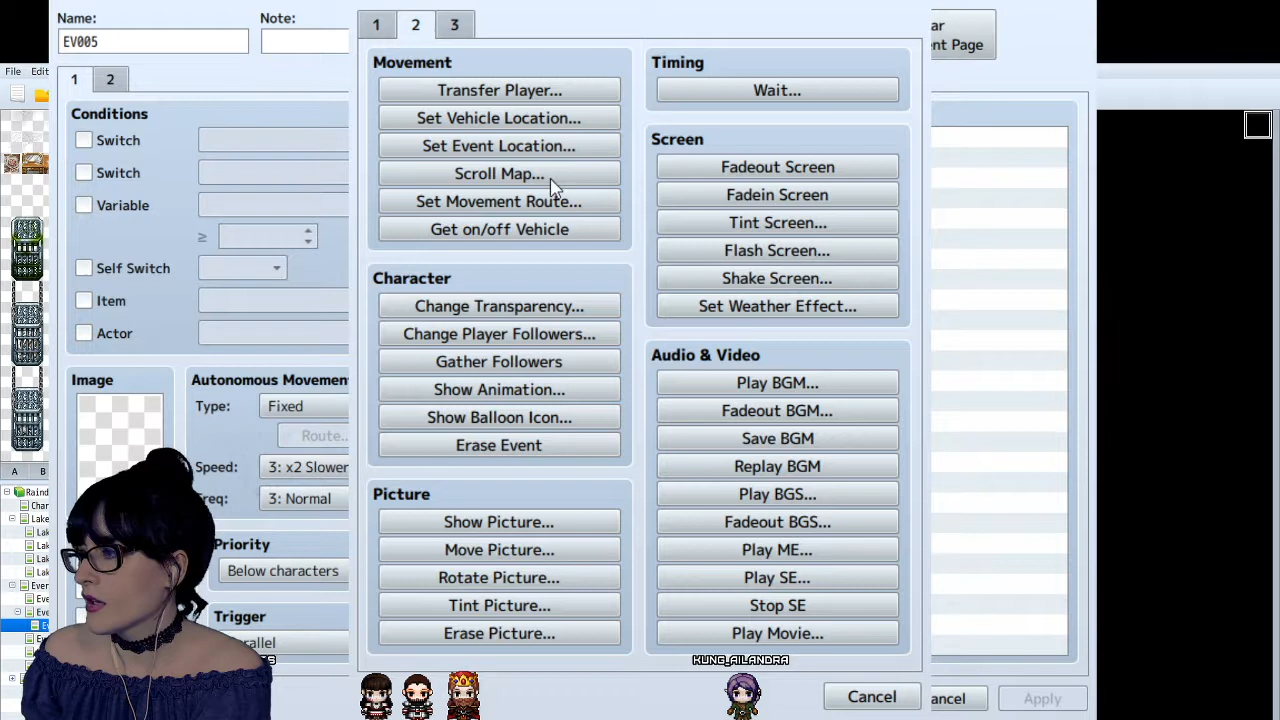 Name:
Note:
EV005
1
2
3
ar
nt Page
File
Edit
1
2
Conditions
Switch
Switch
Variable
≥
Self Switch
Item
Actor
Image
Autonomous Movement
Type:
Fixed
Route..
Speed:
3: x2 Slower
Freq:
3: Normal
Priority
Below characters
Trigger
A
B
Movement
Transfer Player...
Set Vehicle Location...
Set Event Location...
Scroll Map...
Set Movement Route...
Get on/off Vehicle
Character
Change Transparency...
Change Player Followers...
Gather Followers
Show Animation...
Show Balloon Icon...
Erase Event
Picture
Show Picture...
Move Picture...
Rotate Picture...
Tint Picture...
Erase Picture...
Timing
Wait...
Screen
Fadeout Screen
Fadein Screen
Tint Screen...
Flash Screen...
Shake Screen...
Set Weather Effect...
Audio & Video
Play BGM...
Fadeout BGM...
Save BGM
Replay BGM
Play BGS...
Fadeout BGS...
Play ME...
Play SE...
Stop SE
Play Movie...
KUNG_AILANDRA
Cancel
ancel
Apply